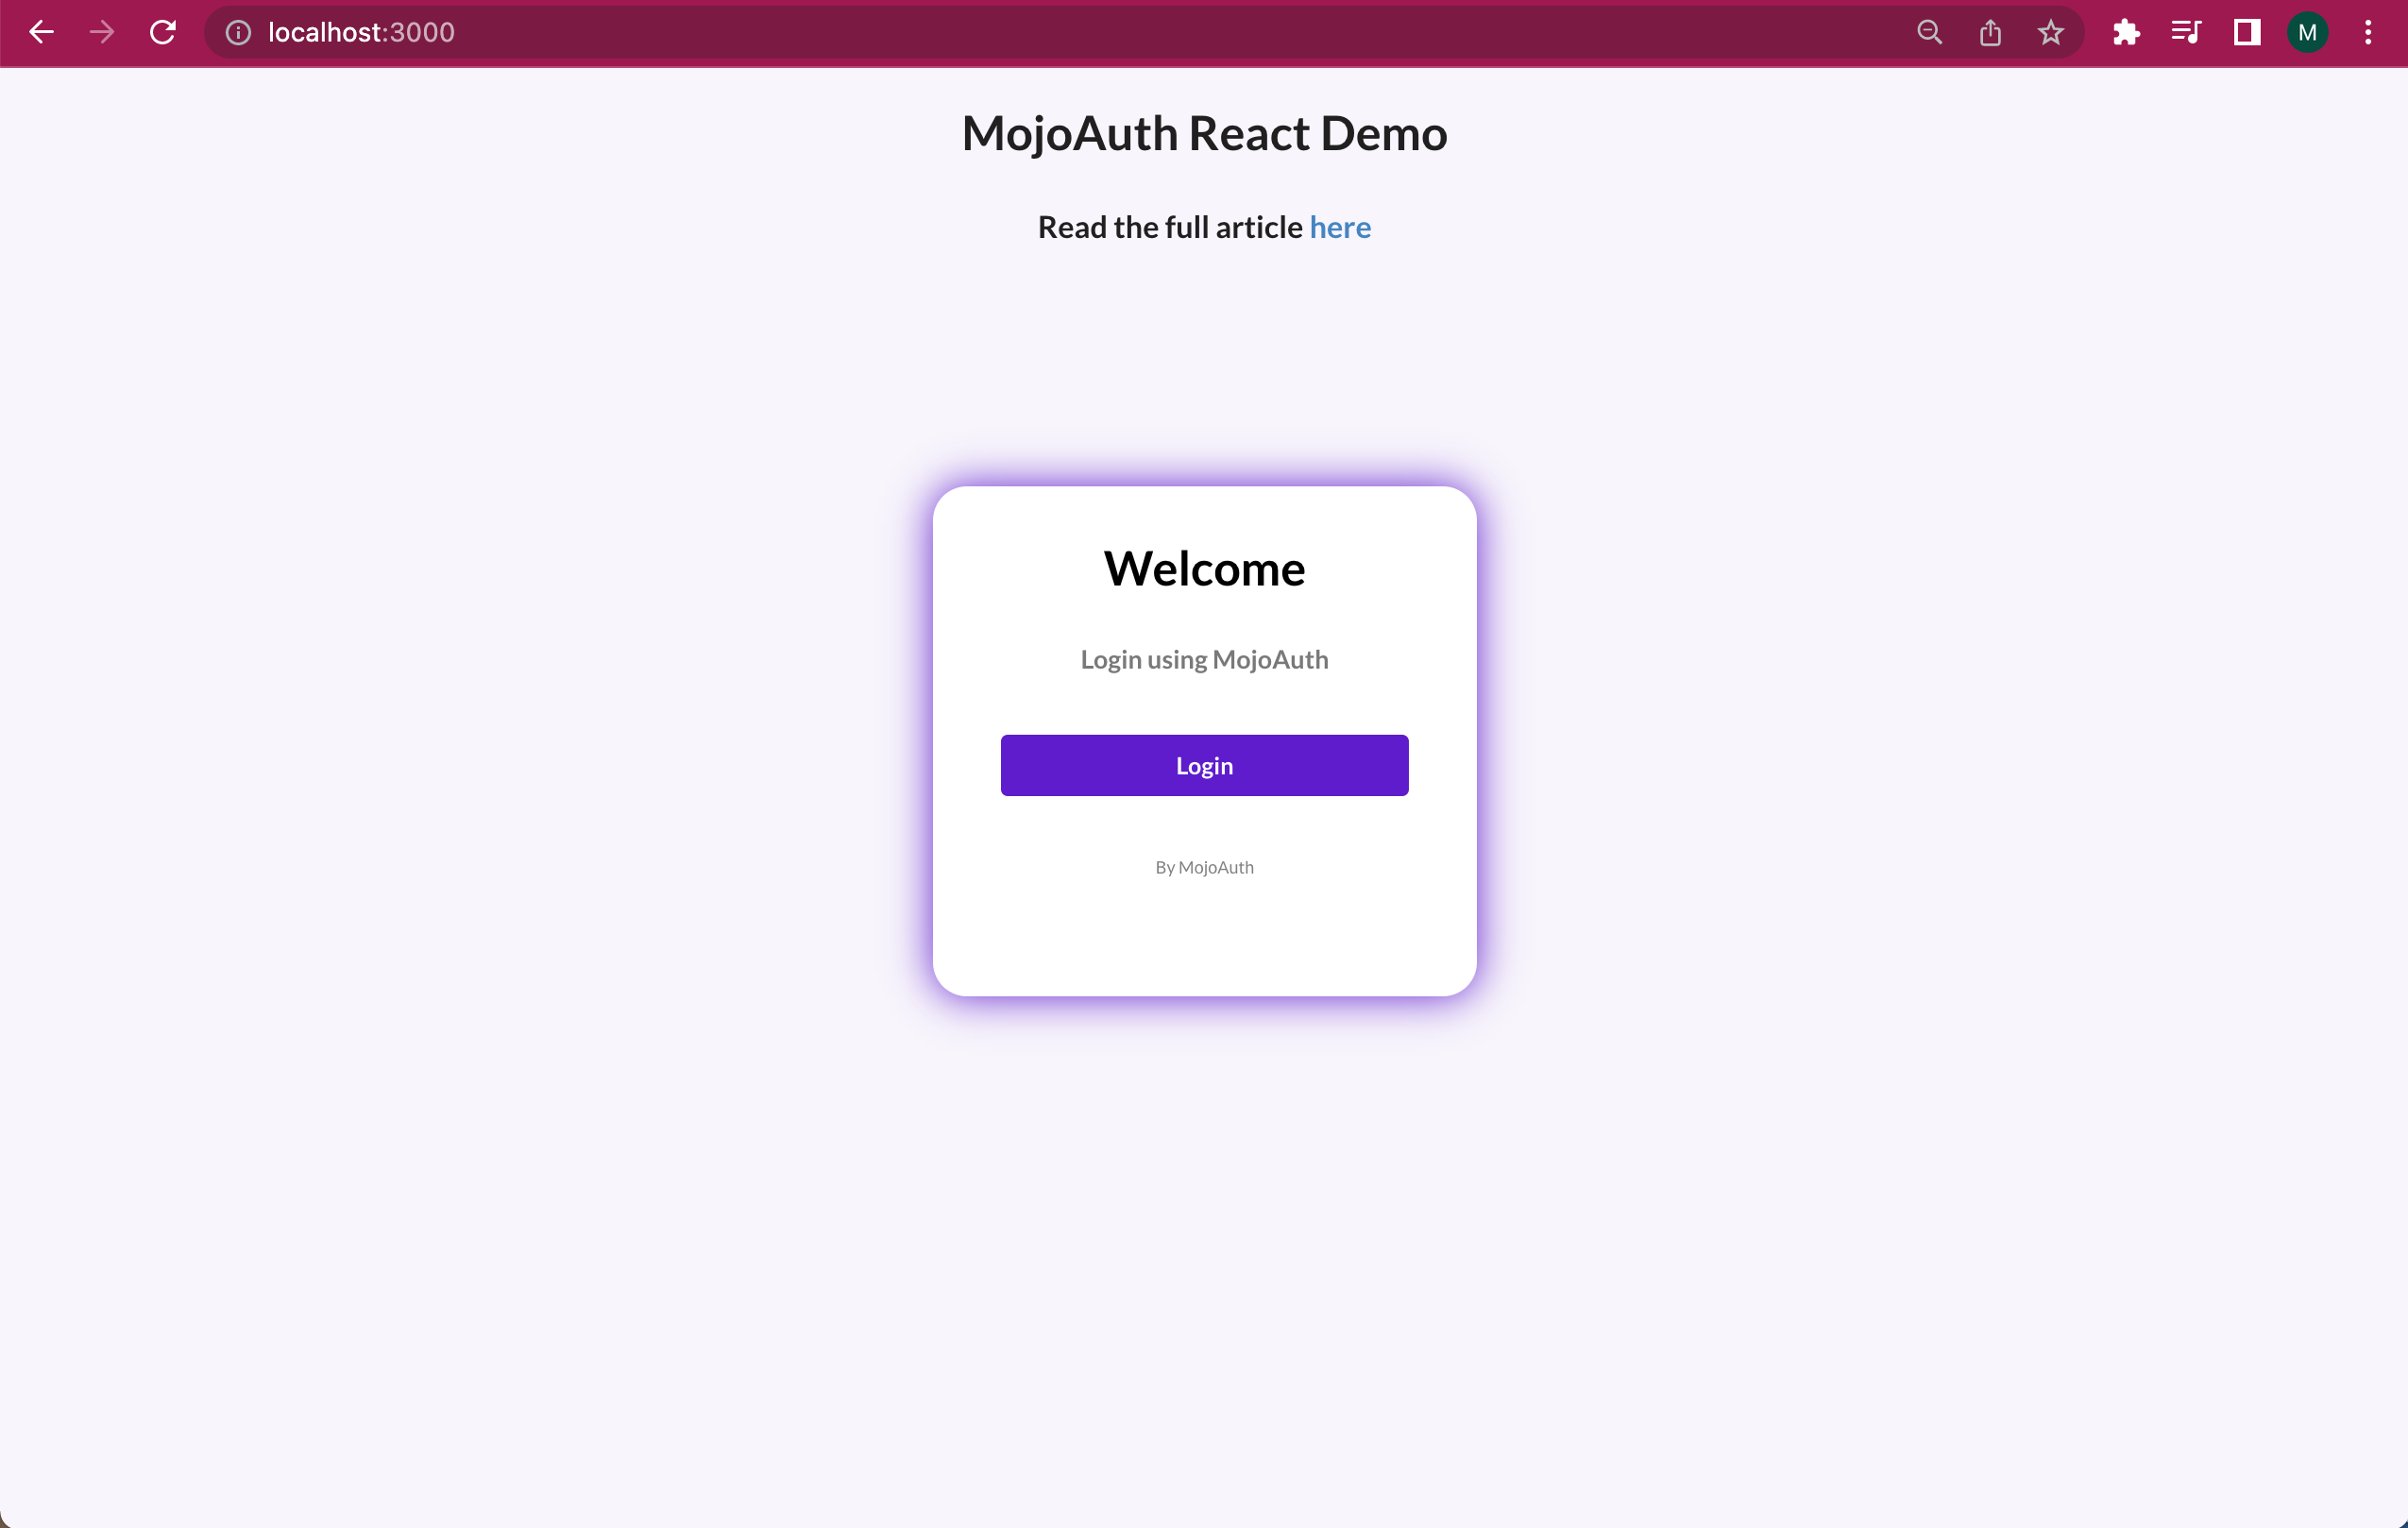 localhost:3000
M
MojoAuth React Demo
Read the full article here
Welcome
Login using MojoAuth
Login
By MojoAuth